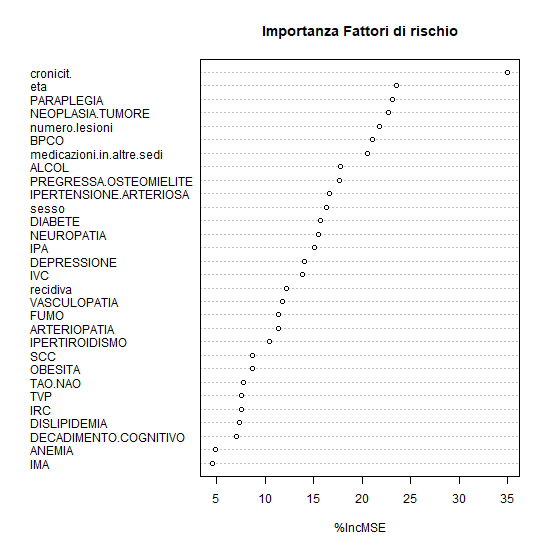 Importanza Fattori di rischio
cronicit.
eta
PARAPLEGIA
NEOPLASIA.TUMORE
numero.lesioni
BPCO
medicazioni.in.altre.sedi
ALCOL
PREGRESSA.OSTEOMIELITE
IPERTENSIONE.ARTERIOSA
sesso
DIABETE
NEUROPATIA
IPA
DEPRESSIONE
IVC
recidiva
VASCULOPATIA
FUMO
ARTERIOPATIA
IPERTIROIDISMO
SCC
OBESITA
TAO.NAO
TVP
IRC
DISLIPIDEMIA
DECADIMENTO.COGNITIVO
ANEMIA
IMA
5 10 15 20 25 30 35
%IncMSE